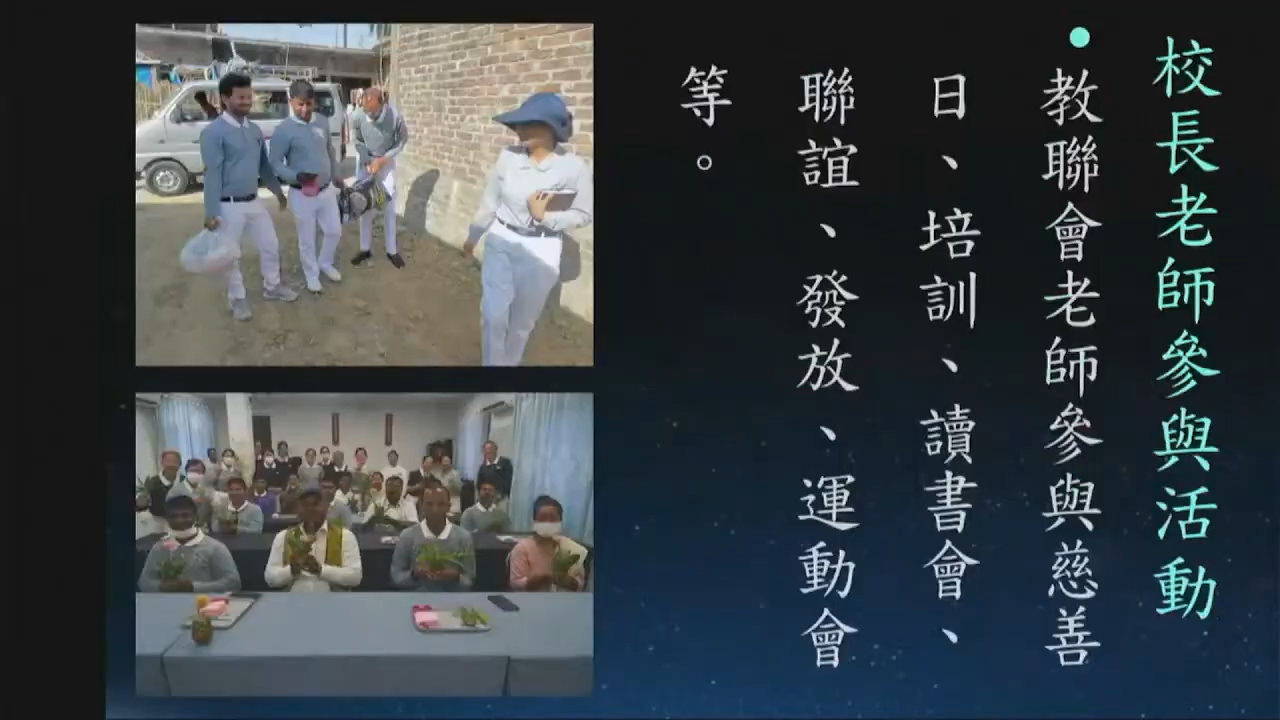 校長老師參與活動
教聯會老師參與慈善
日、培訓、讀書會、
聯誼、發放、運動會
等。